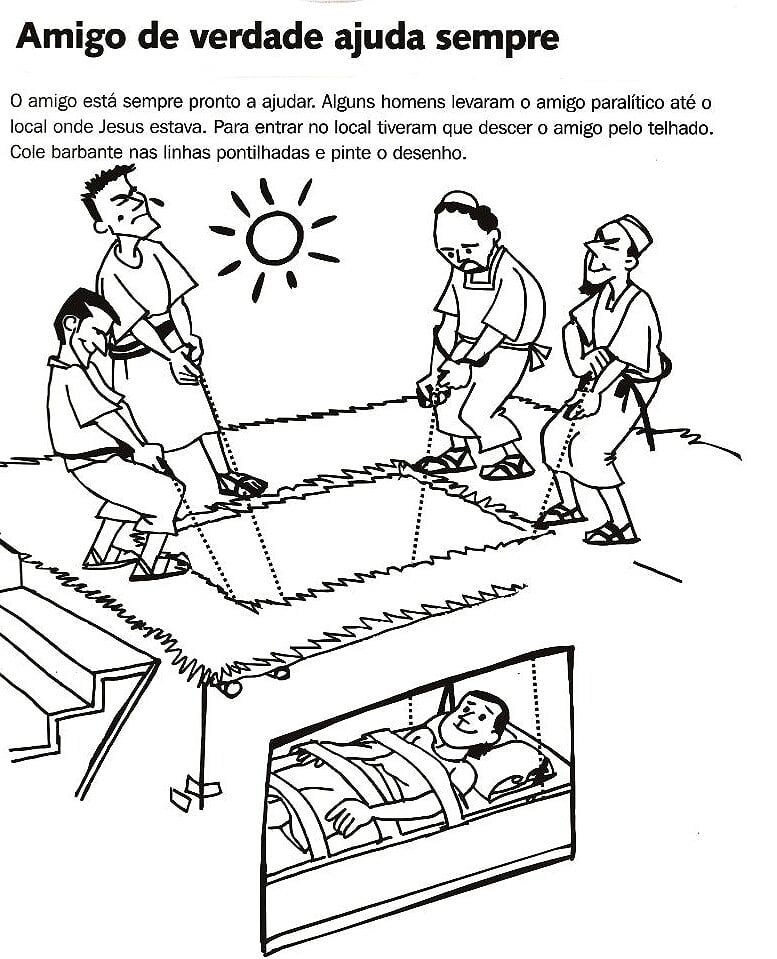 Amigo de verdade ajuda sempre
O amigo está sempre pronto a ajudar. Alguns homens levaram o amigo paralítico até o
local onde Jesus estava. Para entrar no local tiveram que descer o amigo pelo telhado.
Cole barbante nas linhas pontilhadas e pinte o desenho.